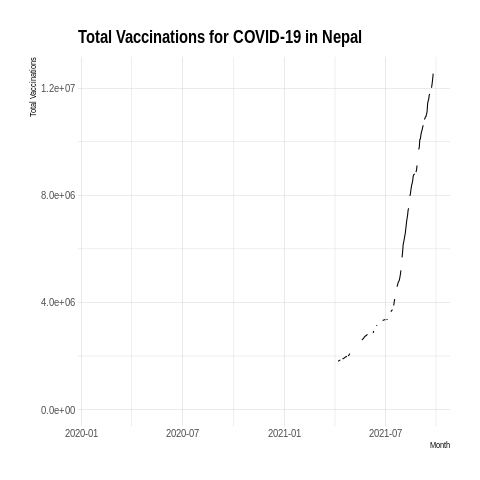 Total Vaccinations for COVID-19 in Nepal
Total Vaccinations
1.2e+07
8.0e+06
4.0e+06
0.0e+00
2020-01 2020-07 2021-01 2021-07
Month